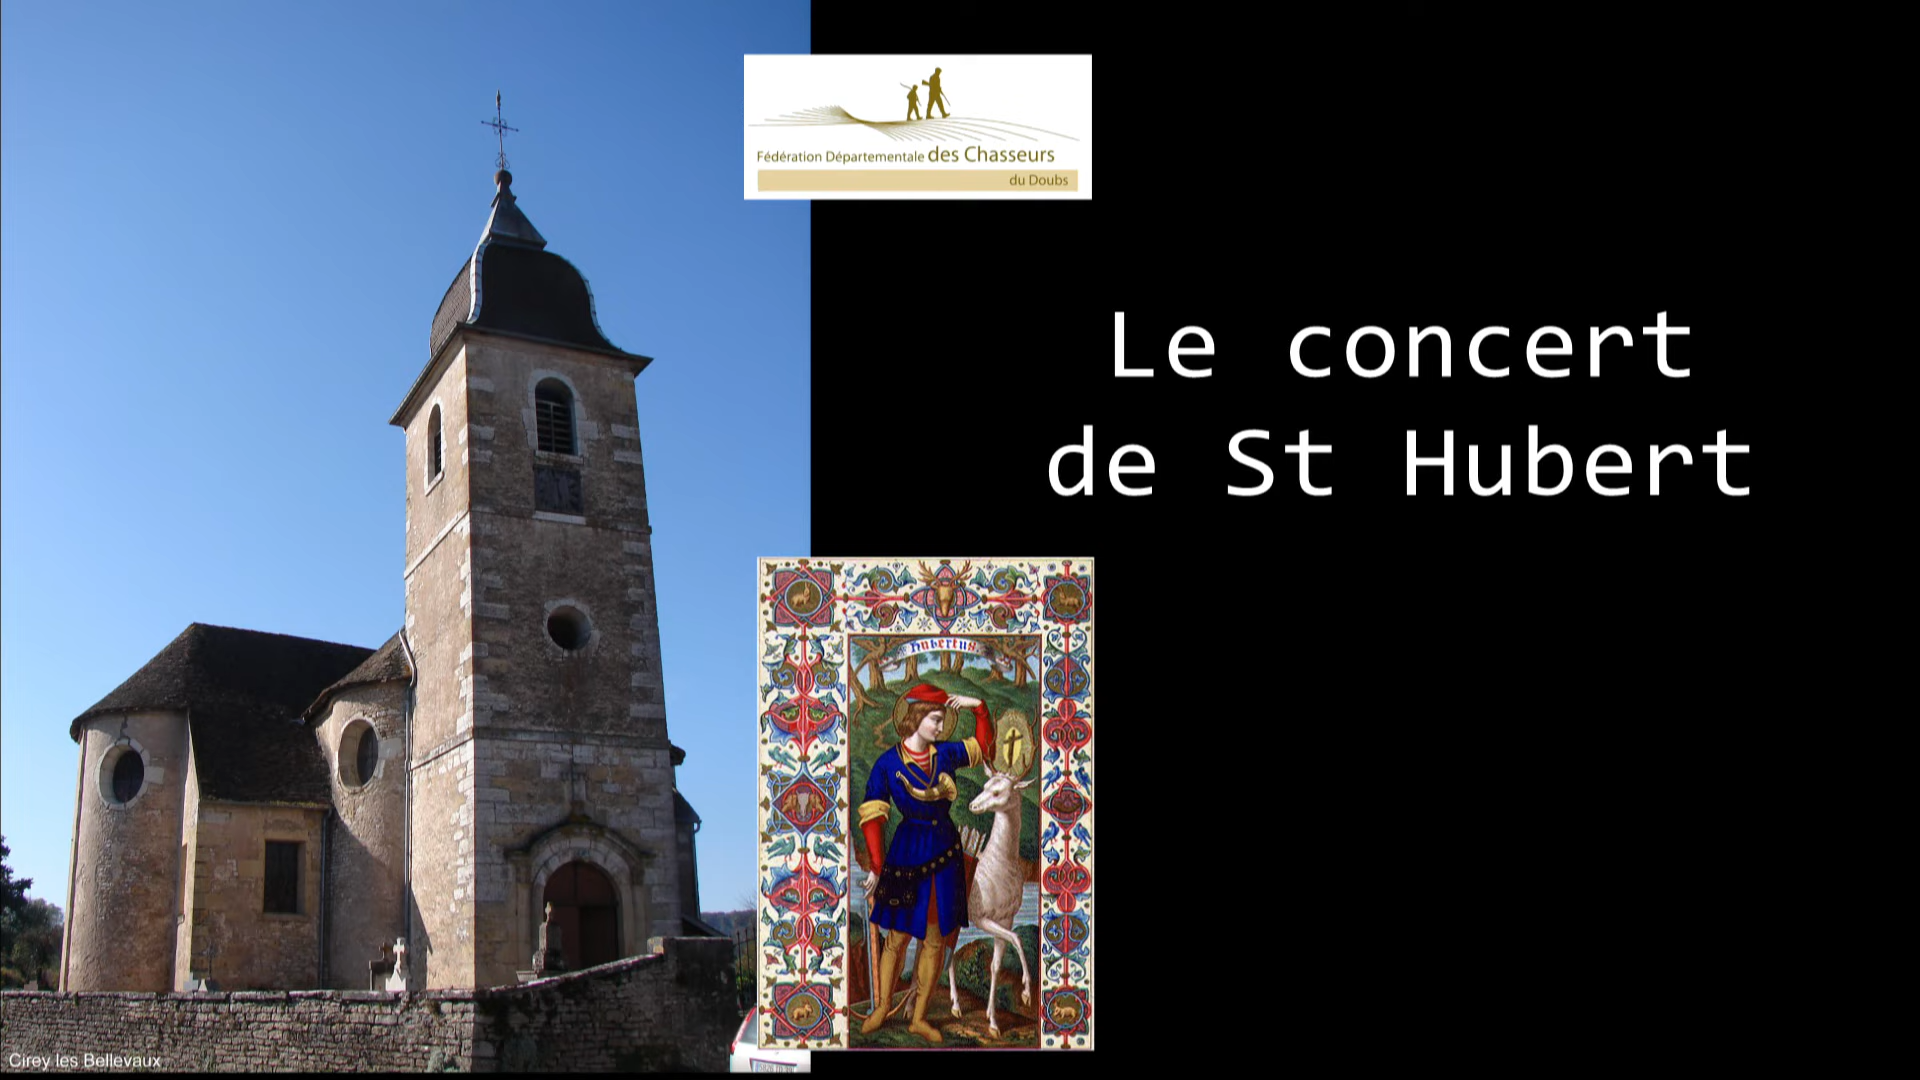 Fédération Départementale des Chasseurs
du Doubs
Le concert
de St Hubert
Hubertus
Cirey les Bellevaux